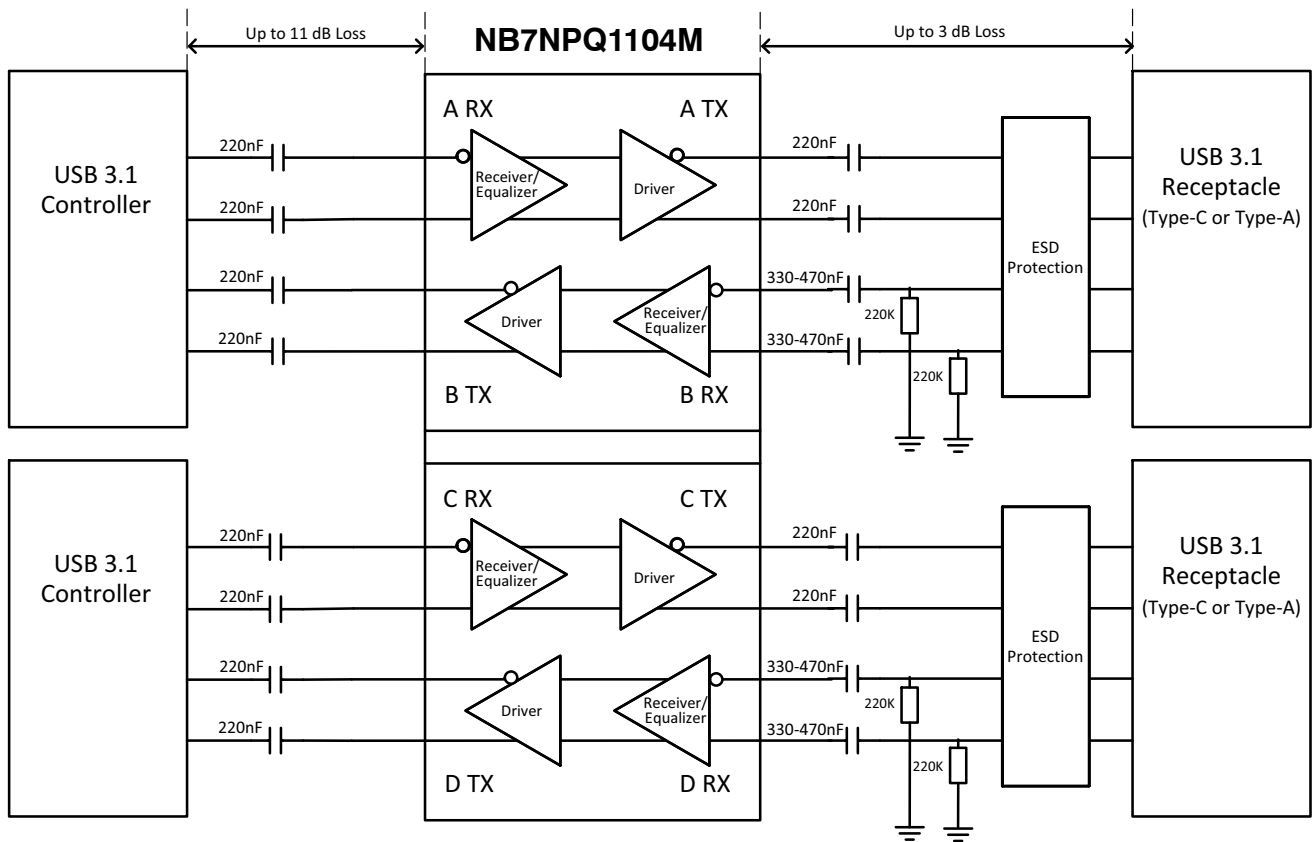 Up to 11 dB Loss
NB7NPQ1104M
Up to 3 dB Loss
USB 3.1
Controller
220nF
220nF
220nF
220nF
A RX
A TX
Receiver/
Equalizer
Driver
Driver
Receiver/
Equalizer
B TX
B RX
220nF
220nF
330-470nF
330-470nF
220K
220K
ESD
Protection
USB 3.1
Receptacle
(Type-C or Type-A)
USB 3.1
Controller
220nF
220nF
220nF
220nF
C RX
C TX
Receiver/
Equalizer
Driver
Driver
Receiver/
Equalizer
D TX
D RX
220nF
220nF
330-470nF
330-470nF
220K
220K
ESD
Protection
USB 3.1
Receptacle
(Type-C or Type-A)